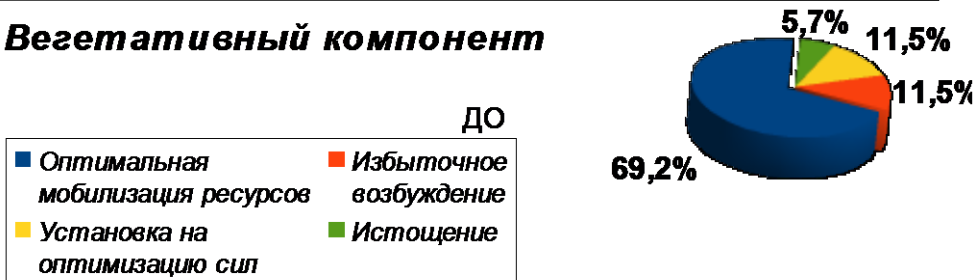 Вегетативный компонент
5,7%
11,5%
11,5%
69,2%
ДО
Оптимальная
мобилизация ресурсов
Избыточное
возбуждение
Установка на
оптимизацию сил
Истощение